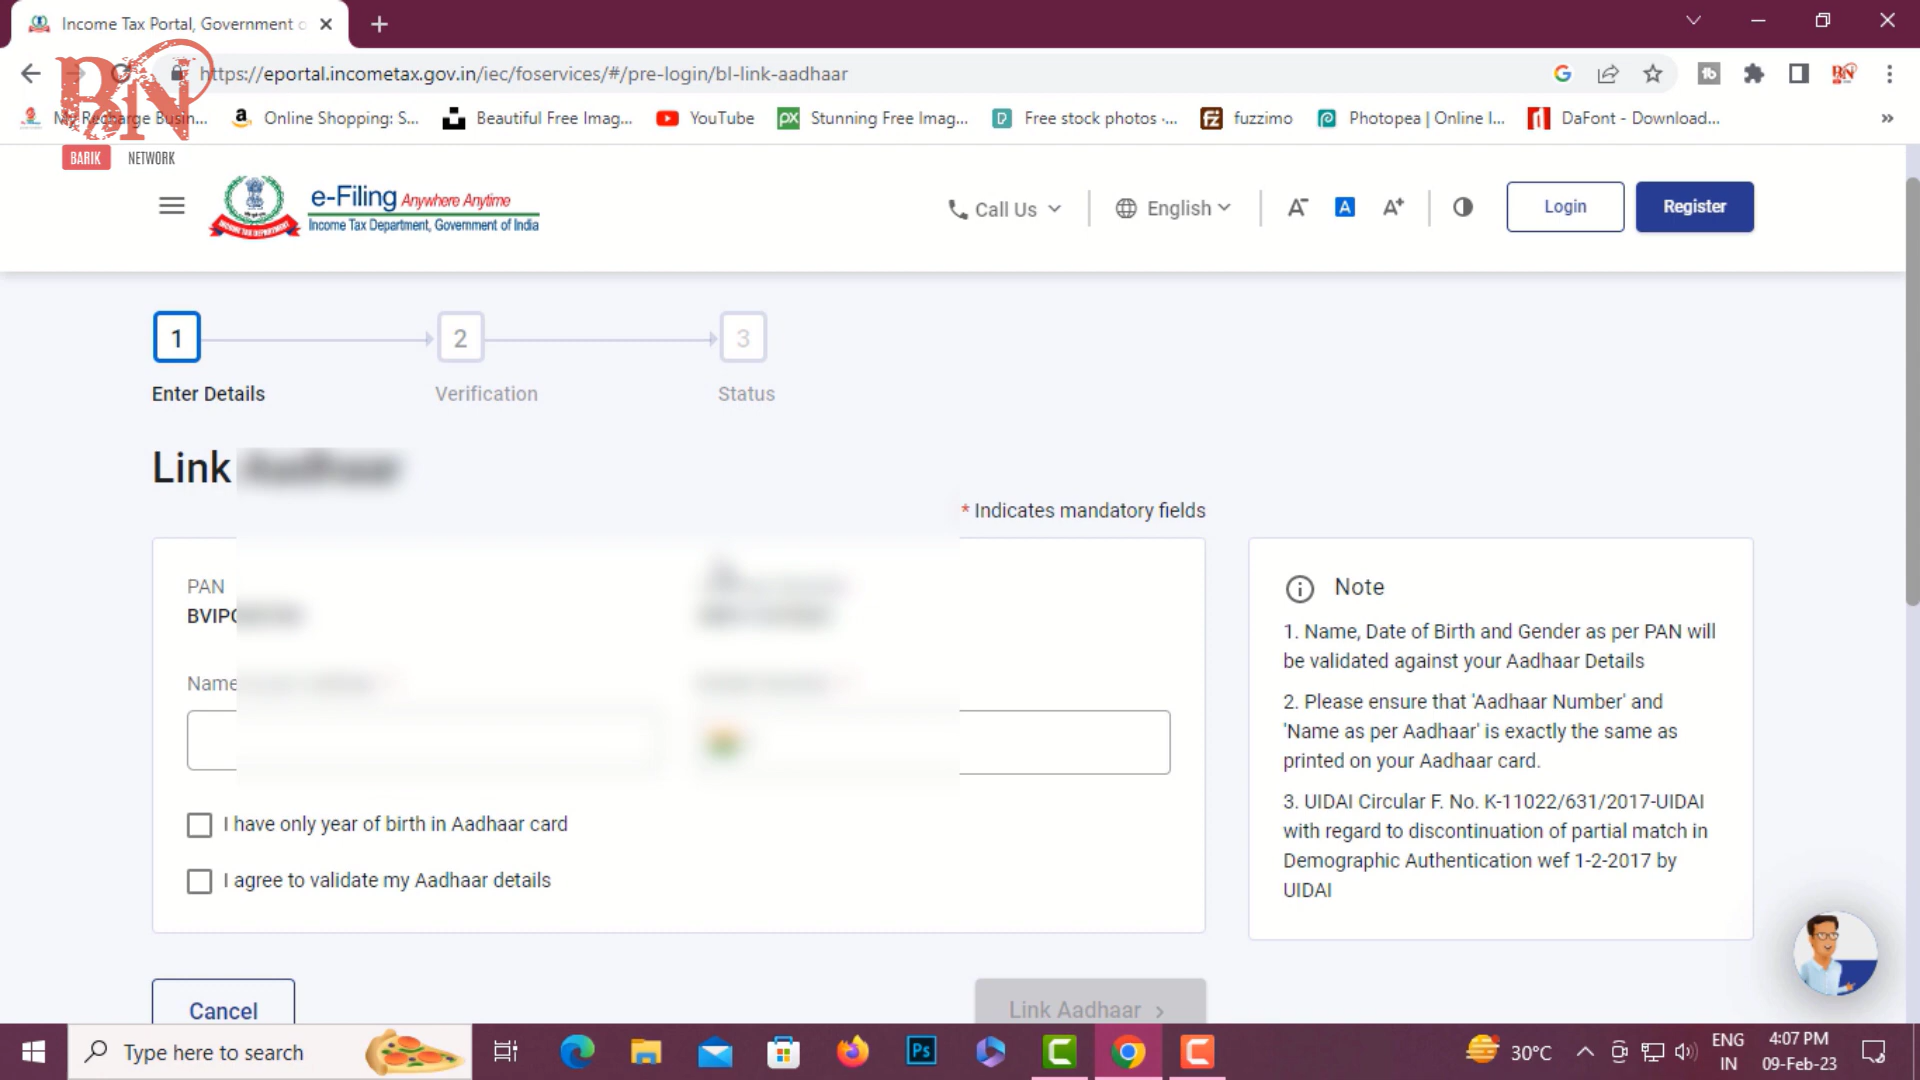 Income Tax Portal, Government o
https://eportal.incometax.gov.in/iec/foservices/#/pre-login/bl-link-aadhaar
My Recharge Busin...
Online Shopping: S...
Beautiful Free Imag...
YouTube
Stunning Free Imag...
Free stock photos ·...
fuzzimo
Photopea | Online I...
DaFont - Download...
BN
BARIK NETWORK
e-Filing Anywhere Anytime
Income Tax Department, Government of India
Call Us
English
A-
A
A+
Login
Register
1
2
3
Enter Details
Verification
Status
Link
* Indicates mandatory fields
PAN
Name
I have only year of birth in Aadhaar card
I agree to validate my Aadhaar details
Note
1. Name, Date of Birth and Gender as per PAN will
be validated against your Aadhaar Details
2. Please ensure that 'Aadhaar Number' and
'Name as per Aadhaar' is exactly the same as
printed on your Aadhaar card.
3. UIDAI Circular F. No. K-11022/631/2017-UIDAI
with regard to discontinuation of partial match in
Demographic Authentication wef 1-2-2017 by
UIDAI
Cancel
Link Aadhaar >
Type here to search
Ps
30°C
ENG
IN
4:07 PM
09-Feb-23